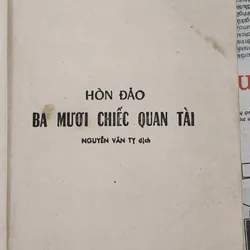 HÒN ĐẢO
BA MƯƠI CHIẾC QUAN TÀI
NGUYỄN VĂN TỴ dịch